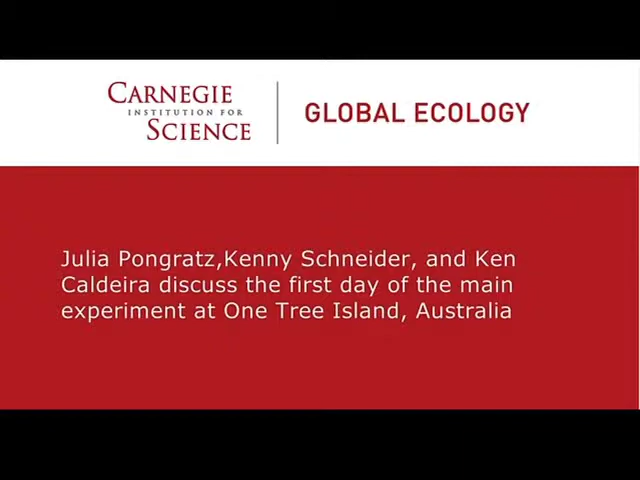 CARNEGIE
INSTITUTION FOR
SCIENCE
GLOBAL ECOLOGY
Julia Pongratz,Kenny Schneider, and Ken
Caldeira discuss the first day of the main
experiment at One Tree Island, Australia